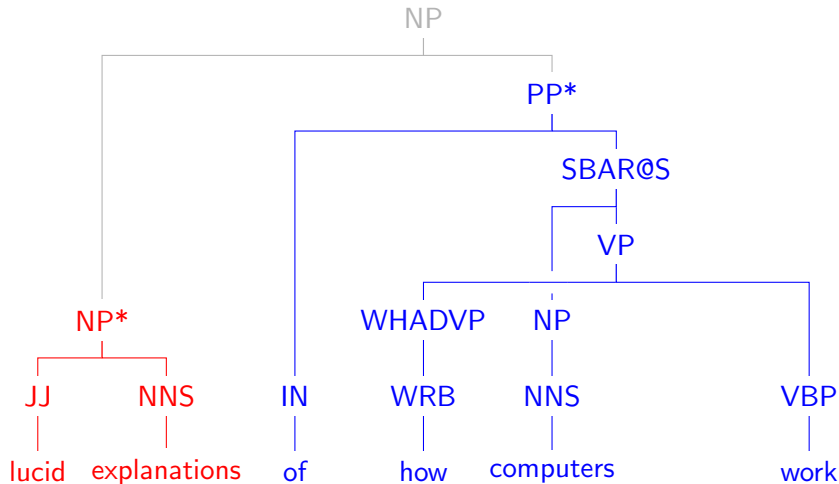 NP
PP*
SBAR@S
VP
NP* WHADVP NP
JJ NNS IN WRB NNS VBP
lucid explanations of how computers work